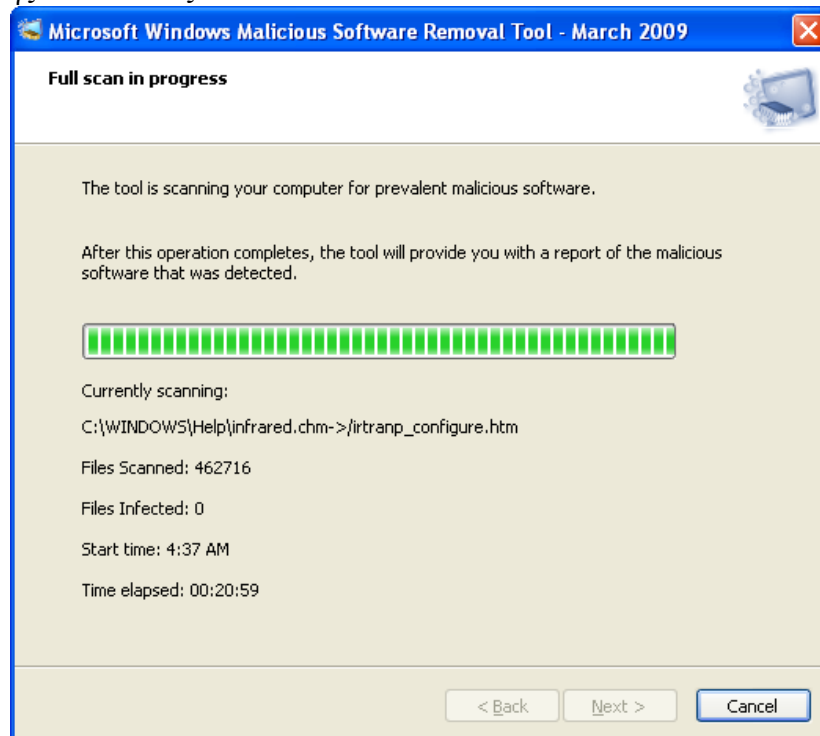 Microsoft Windows Malicious Software Removal Tool - March 2009
Full scan in progress
The tool is scanning your computer for prevalent malicious software.
After this operation completes, the tool will provide you with a report of the malicious
software that was detected.
Currently scanning:
C:\WINDOWS\Help\infrared.chm->/irtranp_configure.htm
Files Scanned: 462716
Files Infected: 0
Start time: 4:37 AM
Time elapsed: 00:20:59
< Back Next > Cancel